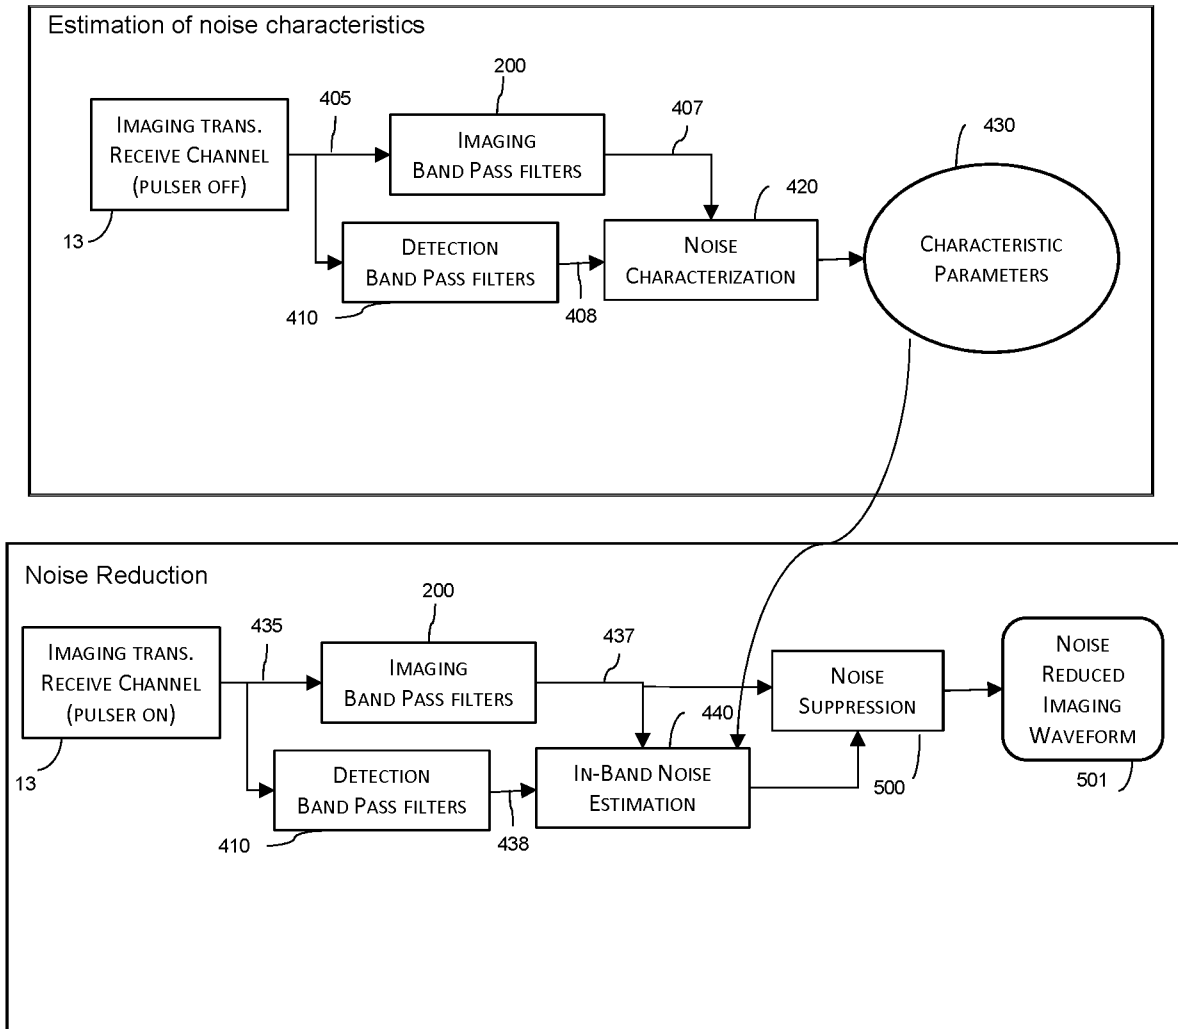 Estimation of noise characteristics
200
405
407
430
IMAGING TRANS.
RECEIVE CHANNEL
(PULSER OFF)
IMAGING
BAND PASS FILTERS
420
13
DETECTION
BAND PASS FILTERS
NOISE
CHARACTERIZATION
CHARACTERISTIC
PARAMETERS
410
408
Noise Reduction
200
435
437
IMAGING TRANS.
RECEIVE CHANNEL
(PULSER ON)
IMAGING
BAND PASS FILTERS
NOISE
SUPPRESSION
NOISE
REDUCED
IMAGING
WAVEFORM
440
13
DETECTION
BAND PASS FILTERS
IN-BAND NOISE
ESTIMATION
500
501
410
438